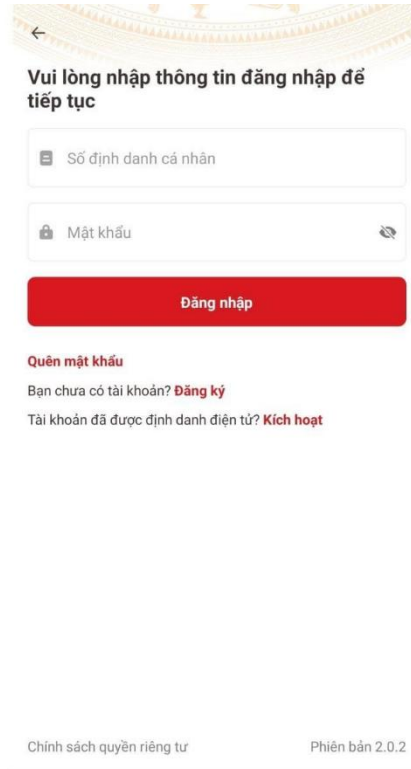 Vui lòng nhập thông tin đăng nhập để
tiếp tục
Số định danh cá nhân
Mật khẩu
Đăng nhập
Quên mật khẩu
Bạn chưa có tài khoản? Đăng ký
Tài khoản đã được định danh điện tử? Kích hoạt
Chính sách quyền riêng tư
Phiên bản 2.0.2